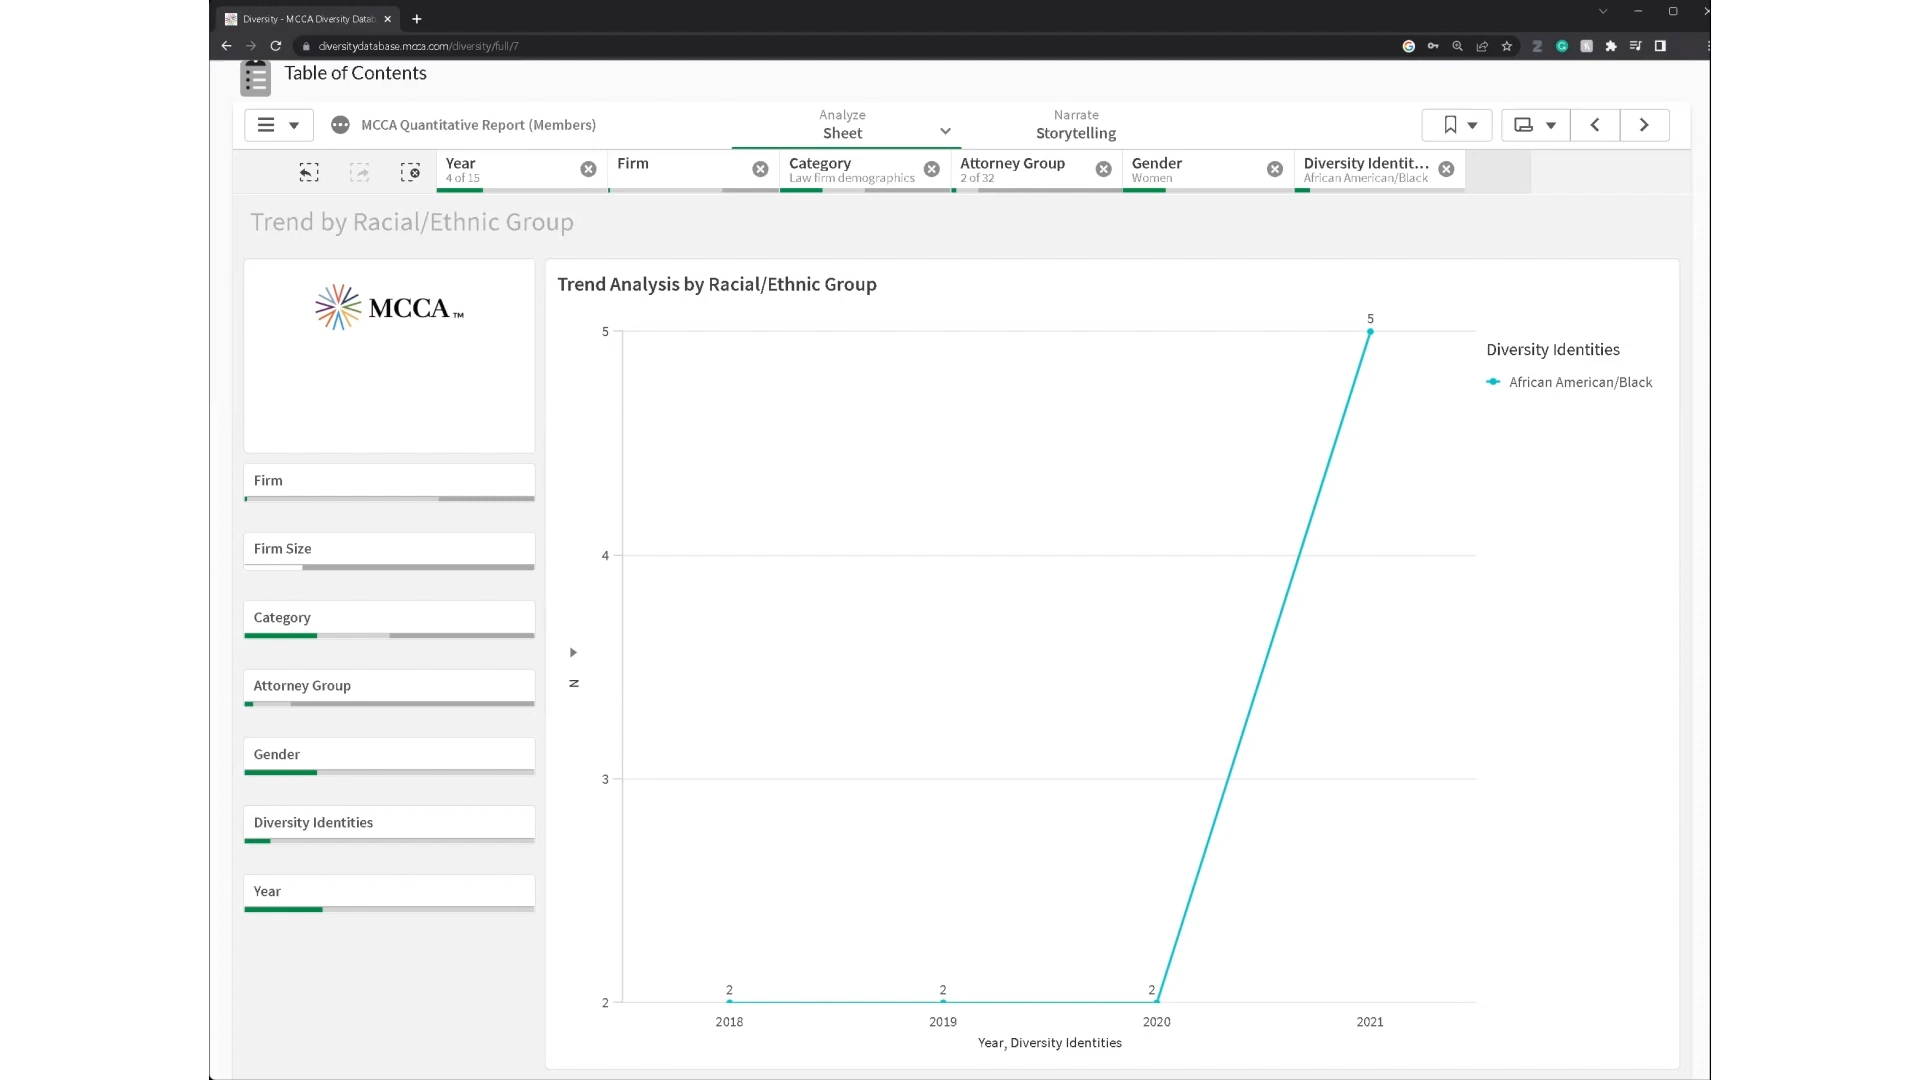 Diversity - MCCA Diversity Datab
diversitydatabase.mcca.com/diversity/full/7
Table of Contents
MCCA Quantitative Report (Members)
Analyze
Sheet
Narrate
Storytelling
Year
4 of 15
Firm
Category
Law firm demographics
Attorney Group
2 of 32
Gender
Women
Diversity Identit...
African American/Black
Trend by Racial/Ethnic Group
MCCA™
Firm
Firm Size
Category
Attorney Group
Gender
Diversity Identities
Year
Trend Analysis by Racial/Ethnic Group
5
5
Diversity Identities
African American/Black
4
3
N
2
2
2
2
2018
2019
2020
2021
Year, Diversity Identities